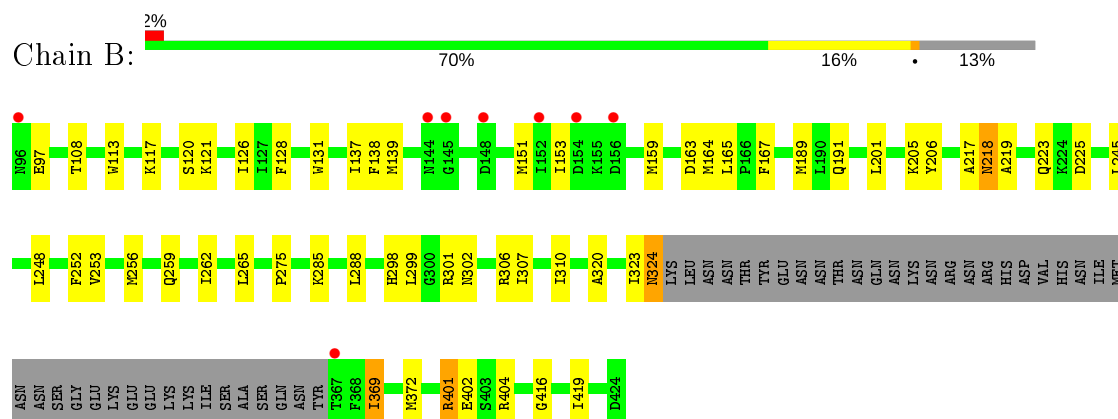 2%
Chain B:
70% 16% • 13%
N96 E97 T108 W113 K117 S120 K121 I126 I127 F128 W131 I137 F138 M139 N144 G145 D148 M151 I152 I153 D154 K155 D156 M159 D163 M164 L165 P166 F167 M189 L190 Q191 L201 K205 Y206 A217 N218 A219 Q223 K224 D225 L245
L248 F252 V253 M256 Q259 I262 L265 P275 K285 L288 H298 L299 G300 R301 N302 R306 I307 I310 A320 I323 N324 LYS LEU ASN ASN THR TYR GLU ASN ASN THR ASN GLN ASN LYS ASN ARG ASN ARG HIS ASP VAL HIS ASN ILE MET
ASN ASN SER GLY GLU LYS GLU GLU LYS LYS ILE SER ALA SER GLN ASN TYR T367 F368 I369 M372 R401 E402 S403 R404 G416 I419 D424